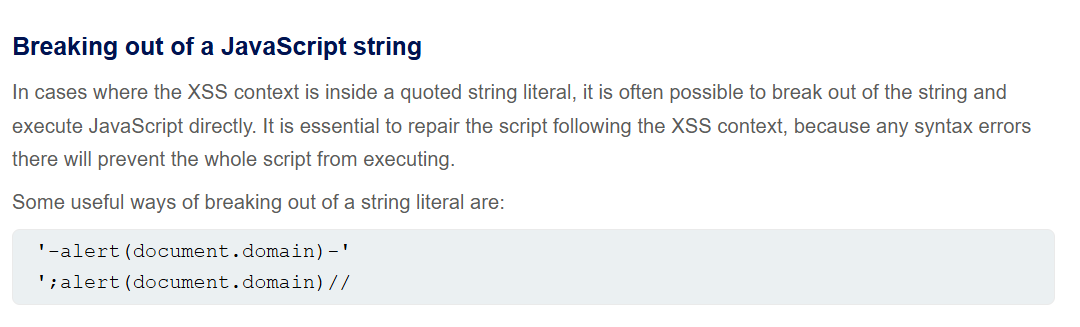 Breaking out of a JavaScript string
In cases where the XSS context is inside a quoted string literal, it is often possible to break out of the string and
execute JavaScript directly. It is essential to repair the script following the XSS context, because any syntax errors
there will prevent the whole script from executing.
Some useful ways of breaking out of a string literal are:
'-alert(document.domain)-'
';alert(document.domain)//